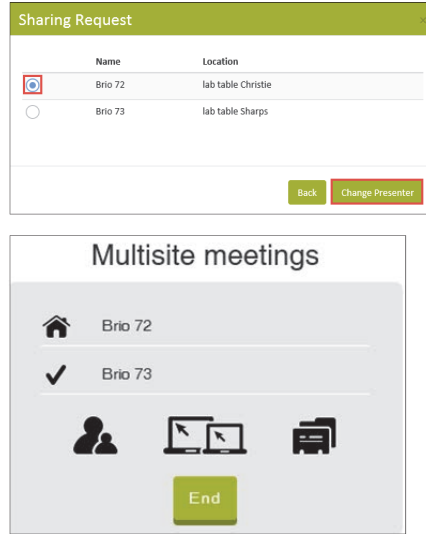 Sharing Request ×
Name Location
Brio 72 lab table Christie
Brio 73 lab table Sharps
Back Change Presenter
Multisite meetings
Brio 72
Brio 73
End